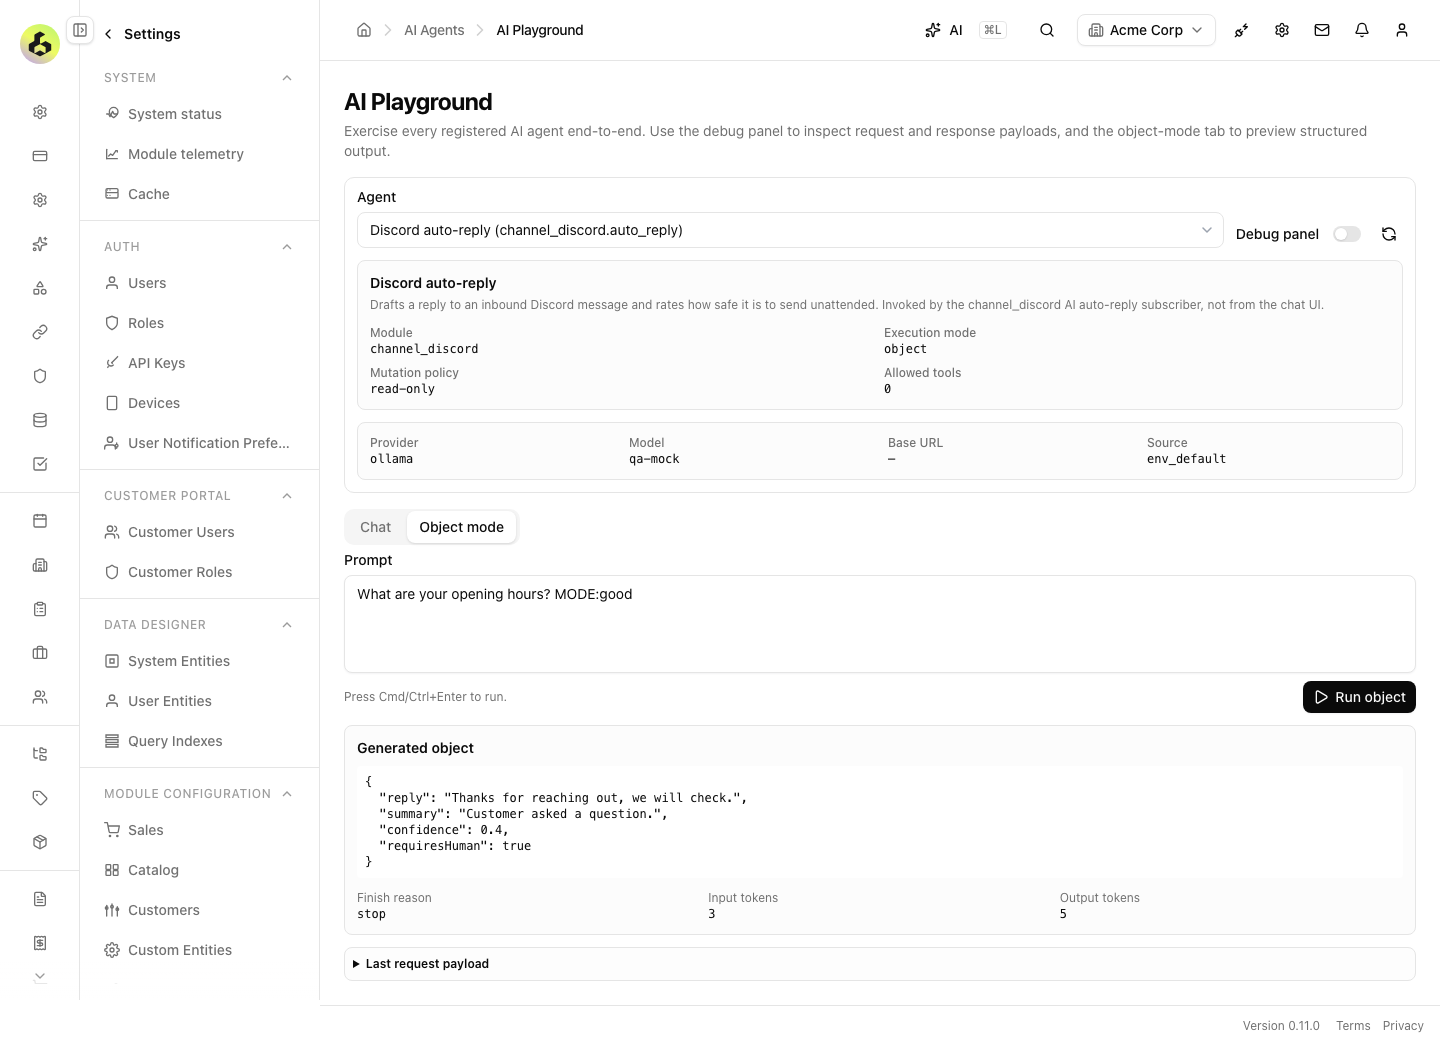 Settings
SYSTEM
System status
Module telemetry
Cache
AUTH
Users
Roles
API Keys
Devices
User Notification Prefe...
CUSTOMER PORTAL
Customer Users
Customer Roles
DATA DESIGNER
System Entities
User Entities
Query Indexes
MODULE CONFIGURATION
Sales
Catalog
Customers
Custom Entities
AI Agents
AI Playground
AI ⌘L
Acme Corp
AI Playground
Exercise every registered AI agent end-to-end. Use the debug panel to inspect request and response payloads, and the object-mode tab to preview structured
output.
Agent
Discord auto-reply (channel_discord.auto_reply)
Debug panel
Discord auto-reply
Drafts a reply to an inbound Discord message and rates how safe it is to send unattended. Invoked by the channel_discord AI auto-reply subscriber, not from the chat UI.
Module Execution mode
channel_discord object
Mutation policy Allowed tools
read-only 0
Provider Model Base URL Source
ollama qa-mock — env_default
Chat Object mode
Prompt
What are your opening hours? MODE:good
Press Cmd/Ctrl+Enter to run.
Run object
Generated object
{
"reply": "Thanks for reaching out, we will check.",
"summary": "Customer asked a question.",
"confidence": 0.4,
"requiresHuman": true
}
Finish reason Input tokens Output tokens
stop 3 5
Last request payload
Version 0.11.0 Terms Privacy